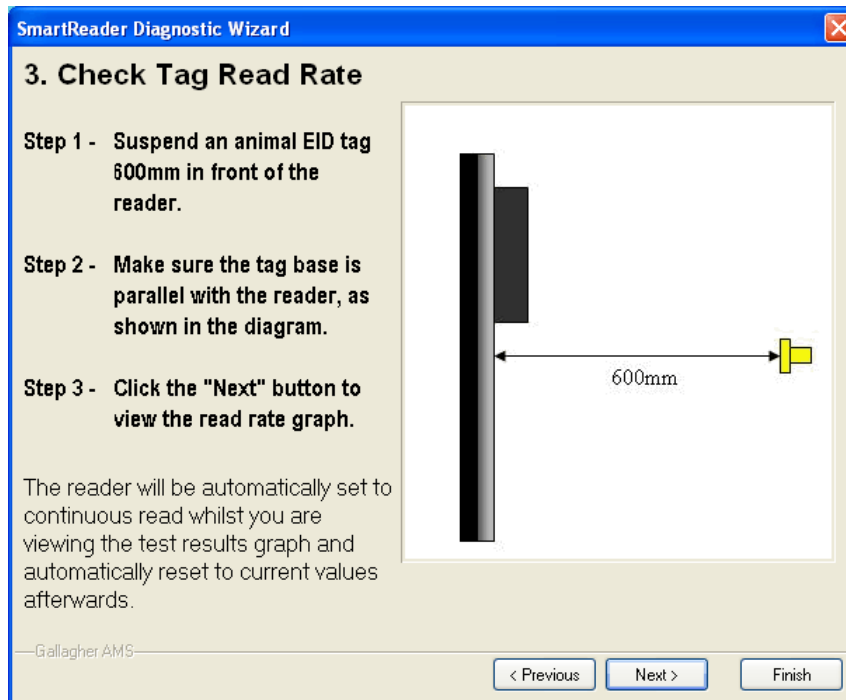 SmartReader Diagnostic Wizard
3. Check Tag Read Rate
Step 1 - Suspend an animal EID tag
600mm in front of the
reader.
Step 2 - Make sure the tag base is
parallel with the reader, as
shown in the diagram.
Step 3 - Click the "Next" button to
view the read rate graph.
The reader will be automatically set to
continuous read whilst you are
viewing the test results graph and
automatically reset to current values
afterwards.
600mm
Gallagher AMS
< Previous
Next >
Finish